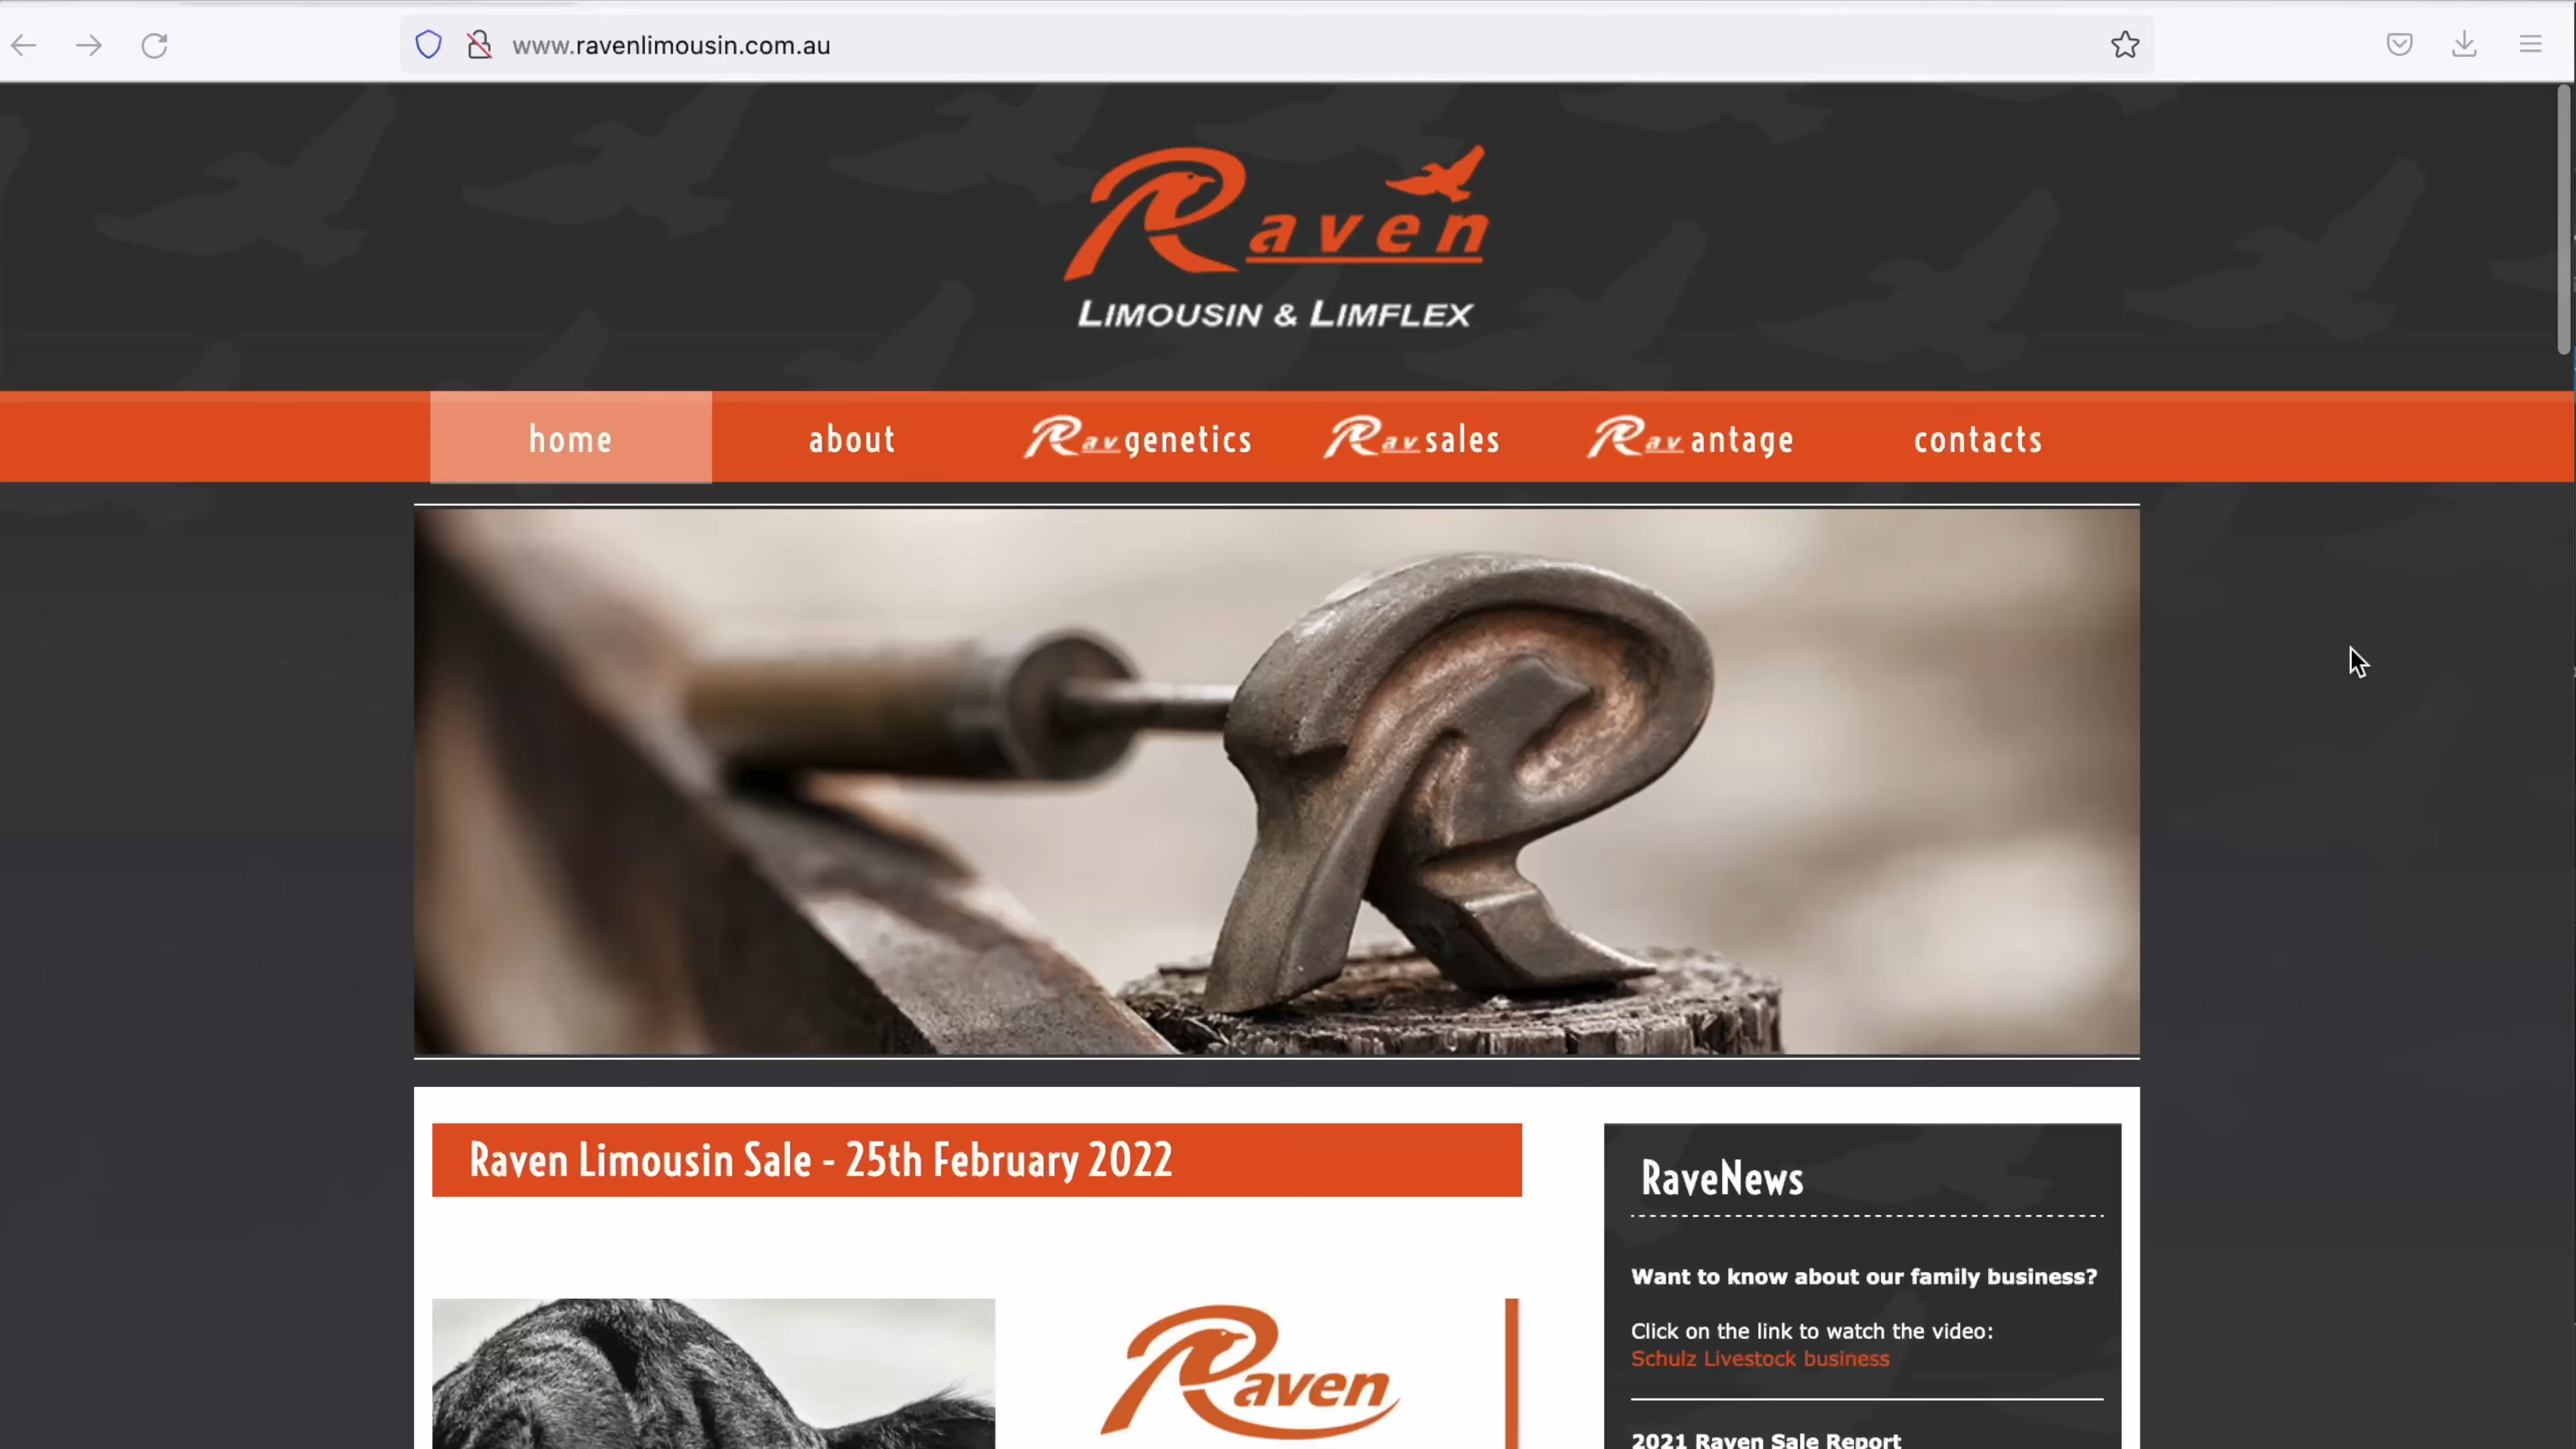 www.ravenlimousin.com.au
Raven
LIMOUSIN & LIMFLEX
home about Ravgenetics Ravsales Ravantage contacts
R
Raven Limousin Sale - 25th February 2022
Raven
RaveNews
Want to know about our family business?
Click on the link to watch the video:
Schulz Livestock business
2021 Raven Sale Report